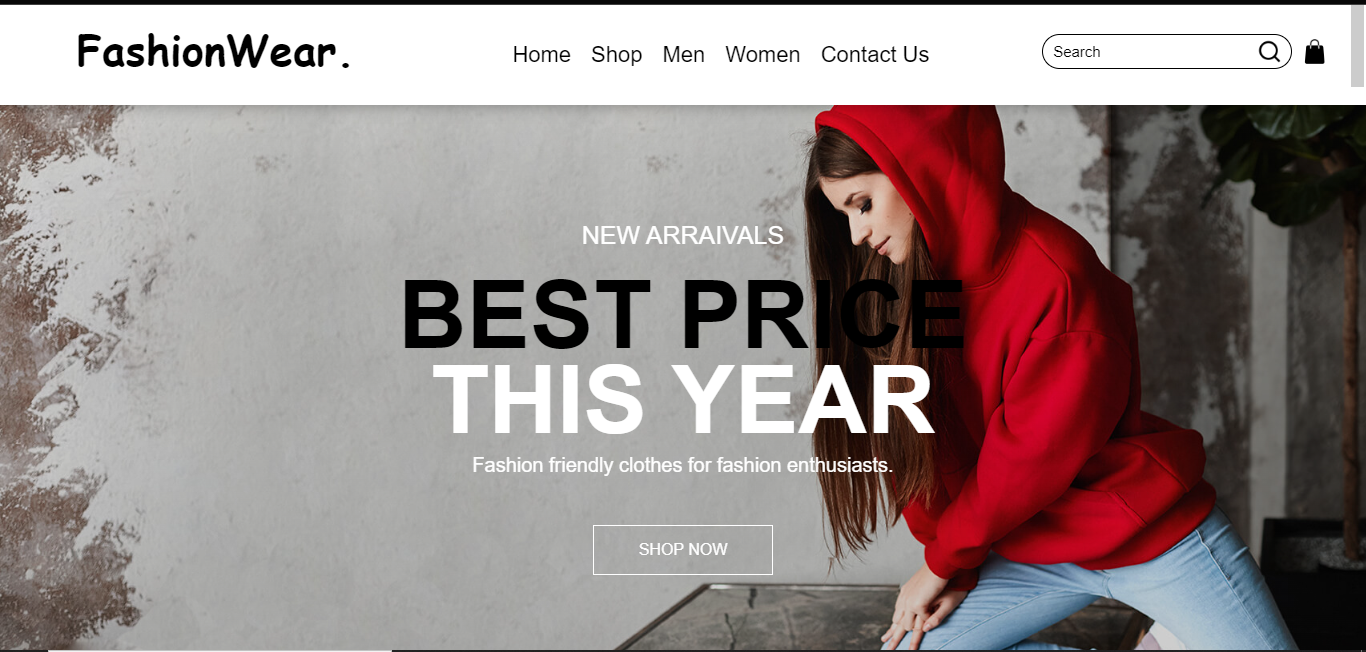 FashionWear.
Home Shop Men Women Contact Us
Search
NEW ARRAIVALS
BEST PRICE
THIS YEAR
Fashion friendly clothes for fashion enthusiasts.
SHOP NOW